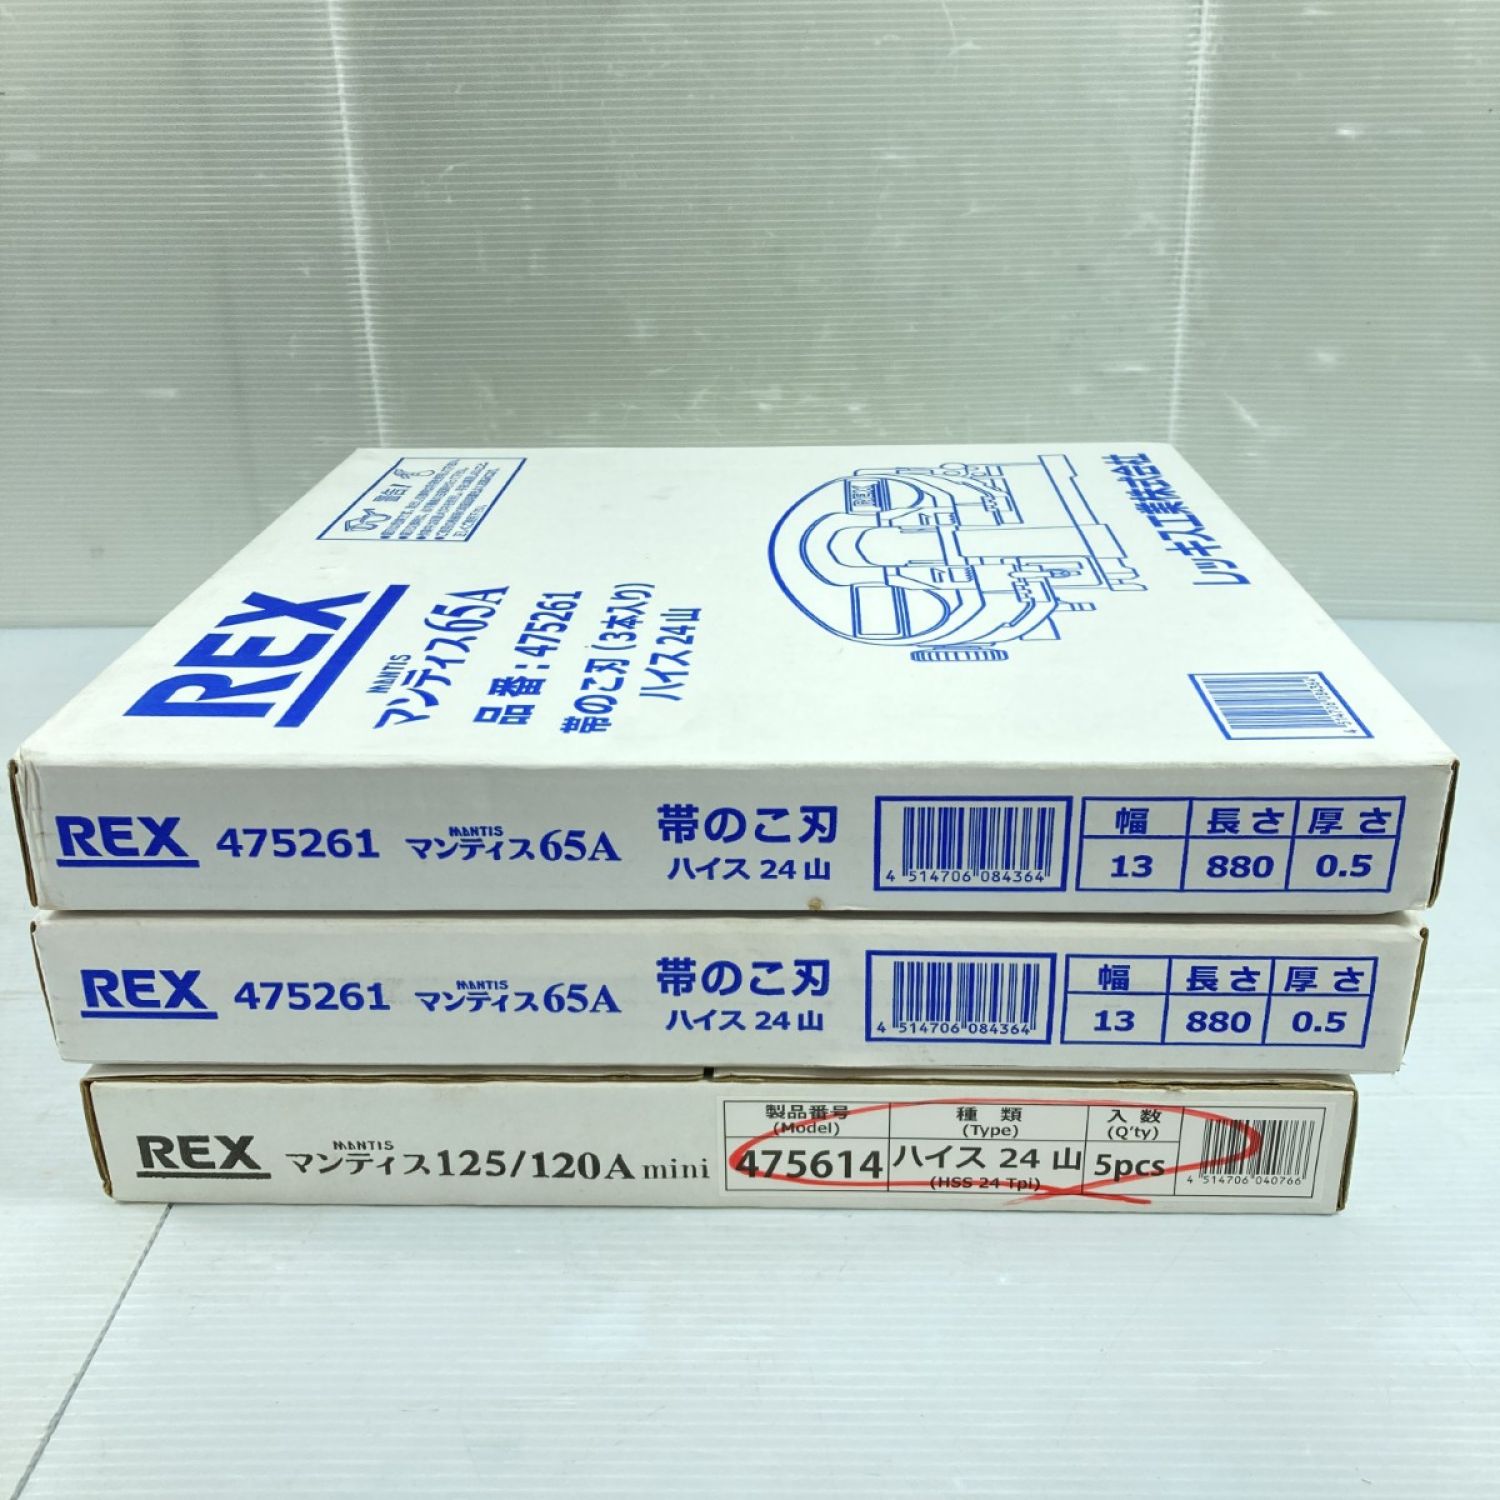 警告!
REX
MANTIS
マンティス65A
品番:475261
帯のこ刃(3本入り)
ハイス24山
REX
レッキス工業株式会社
REX 475261 MANTIS マンティス65A 帯のこ刃 ハイス 24 山
4 514706 084364
幅 長さ 厚さ
13 880 0.5
REX 475261 MANTIS マンティス65A 帯のこ刃 ハイス 24 山
4 514706 084364
幅 長さ 厚さ
13 880 0.5
REX MANTIS マンティス125/120A mini
製品番号 種類 入数
(Model) (Type) (Q'ty)
475614 ハイス 24 山 5pcs
(HSS 24 Tpi)
4 514706 040766